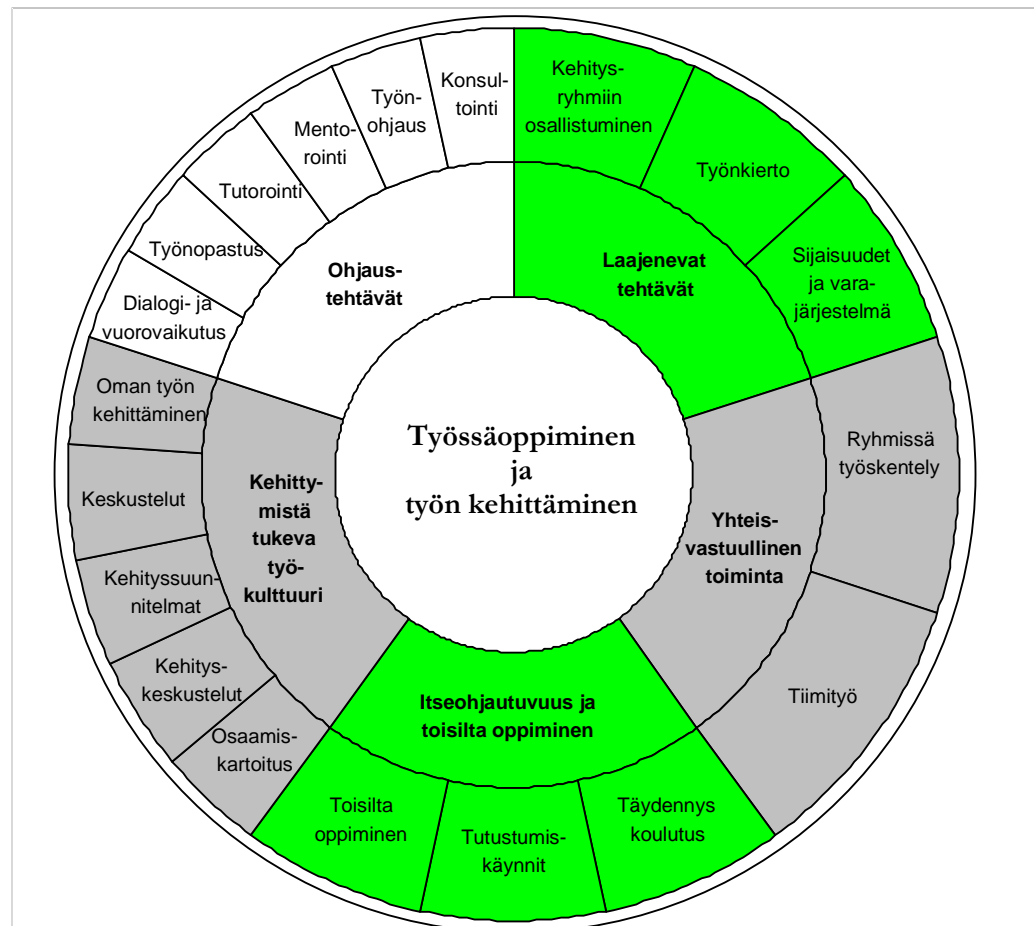 Työssäoppiminen
ja
työn kehittäminen
Ohjaus-
tehtävät
Dialogi- ja
vuorovaikutus
Työnopastus
Tutorointi
Mento-
rointi
Työn-
ohjaus
Konsul-
tointi
Laajenevat
tehtävät
Kehitys-
ryhmiin
osallistuminen
Työnkierto
Sijaisuudet
ja vara-
järjestelmä
Yhteis-
vastuullinen
toiminta
Ryhmissä
työskentely
Tiimityö
Itseohjautuvuus ja
toisilta oppiminen
Täydennys
koulutus
Tutustumis-
käynnit
Toisilta
oppiminen
Kehitty-
mistä
tukeva
työ-
kulttuuri
Osaamis-
kartoitus
Kehitys-
keskustelut
Kehityssuun-
nitelmat
Keskustelut
Oman työn
kehittäminen